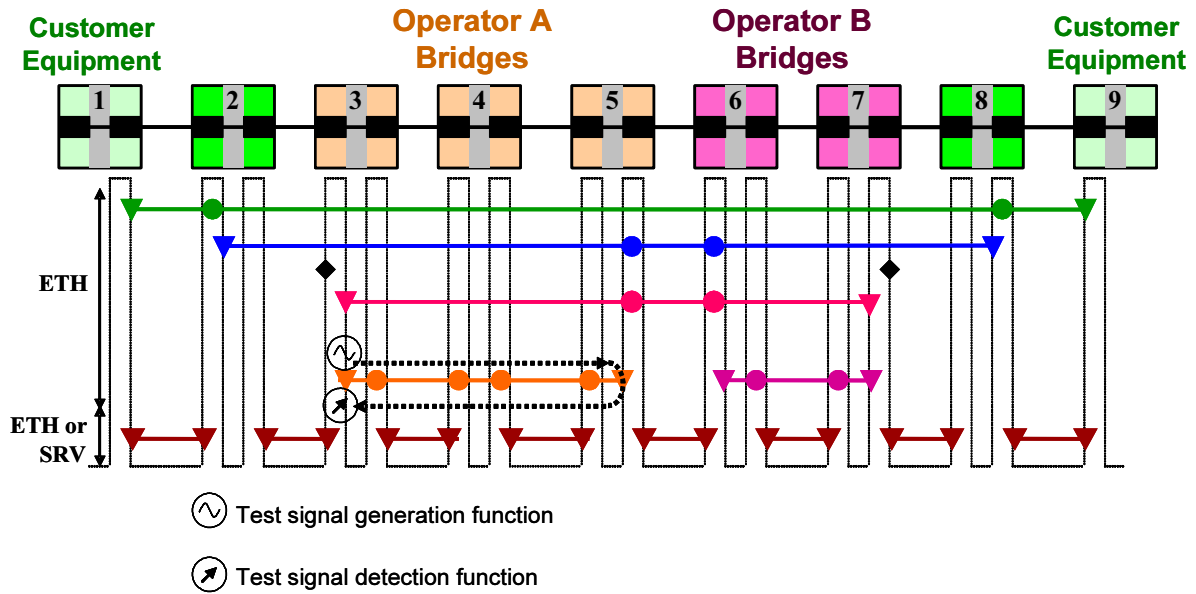 Customer
Equipment
Operator A
Bridges
Operator B
Bridges
Customer
Equipment
1
2
3
4
5
6
7
8
9
ETH
ETH or
SRV
Test signal generation function
Test signal detection function